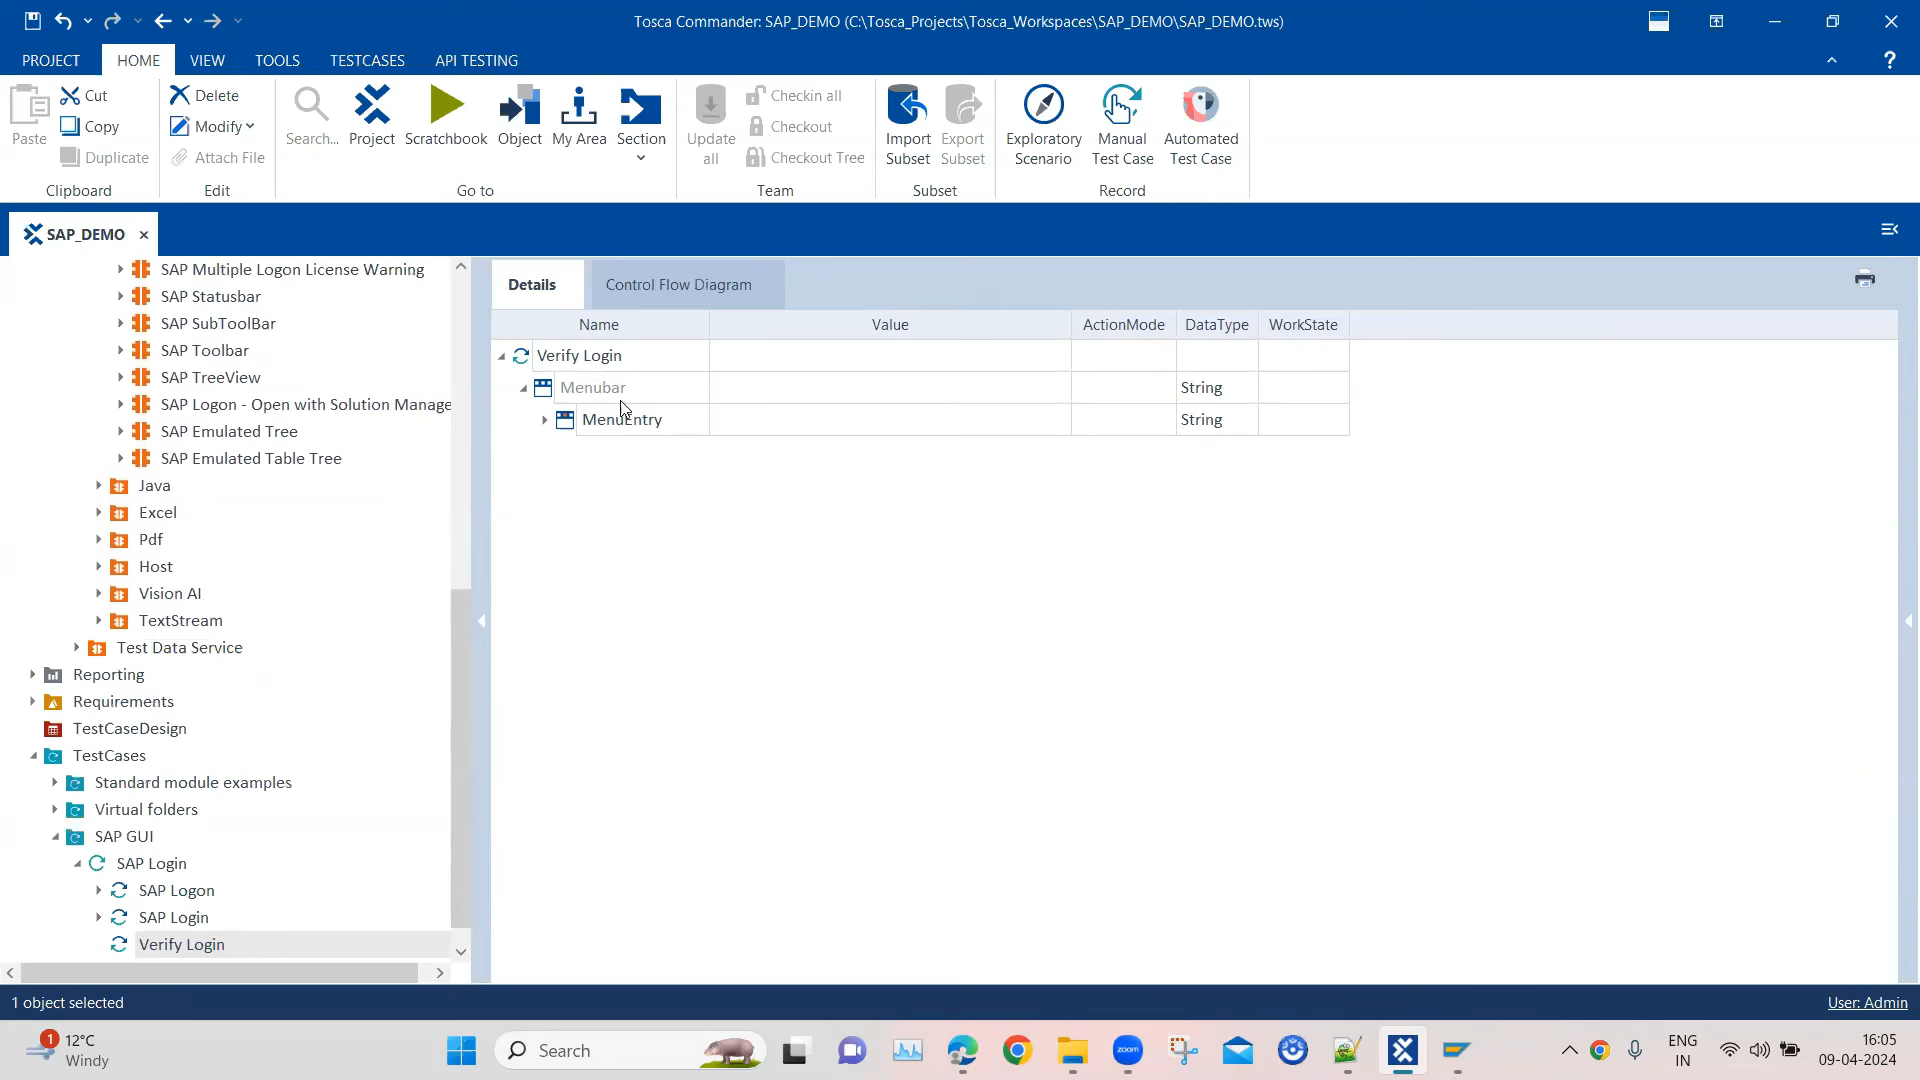 Tosca Commander: SAP_DEMO (C:\Tosca_Projects\Tosca_Workspaces\SAP_DEMO\SAP_DEMO.tws)
PROJECT HOME VIEW TOOLS TESTCASES API TESTING
Paste
Cut
Copy
Duplicate
Clipboard
Delete
Modify
Attach File
Edit
Search...
Project
Scratchbook
Object
My Area
Section
Go to
Update all
Checkin all
Checkout
Checkout Tree
Team
Import Subset
Export Subset
Subset
Exploratory Scenario
Manual Test Case
Automated Test Case
Record
SAP_DEMO
SAP Multiple Logon License Warning
SAP Statusbar
SAP SubToolBar
SAP Toolbar
SAP TreeView
SAP Logon - Open with Solution Manage
SAP Emulated Tree
SAP Emulated Table Tree
Java
Excel
Pdf
Host
Vision AI
TextStream
Test Data Service
Reporting
Requirements
TestCaseDesign
TestCases
Standard module examples
Virtual folders
SAP GUI
SAP Login
SAP Logon
SAP Login
Verify Login
Details Control Flow Diagram
Name Value ActionMode DataType WorkState
Verify Login
Menubar String
MenuEntry String
1 object selected
User: Admin
1
12°C
Windy
Search
zoom
ENG
IN
16:05
09-04-2024